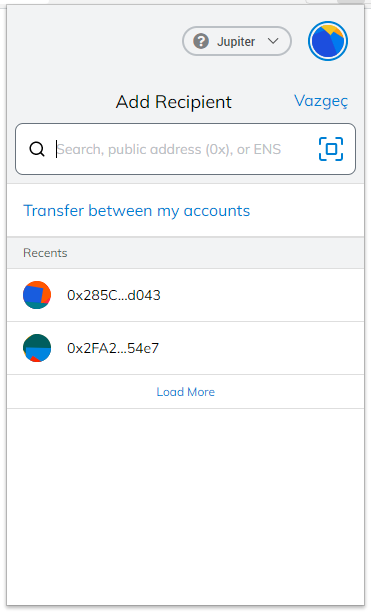 Jupiter
Add Recipient
Vazgeç
Search, public address (0x), or ENS
Transfer between my accounts
Recents
0x285C...d043
0x2FA2...54e7
Load More